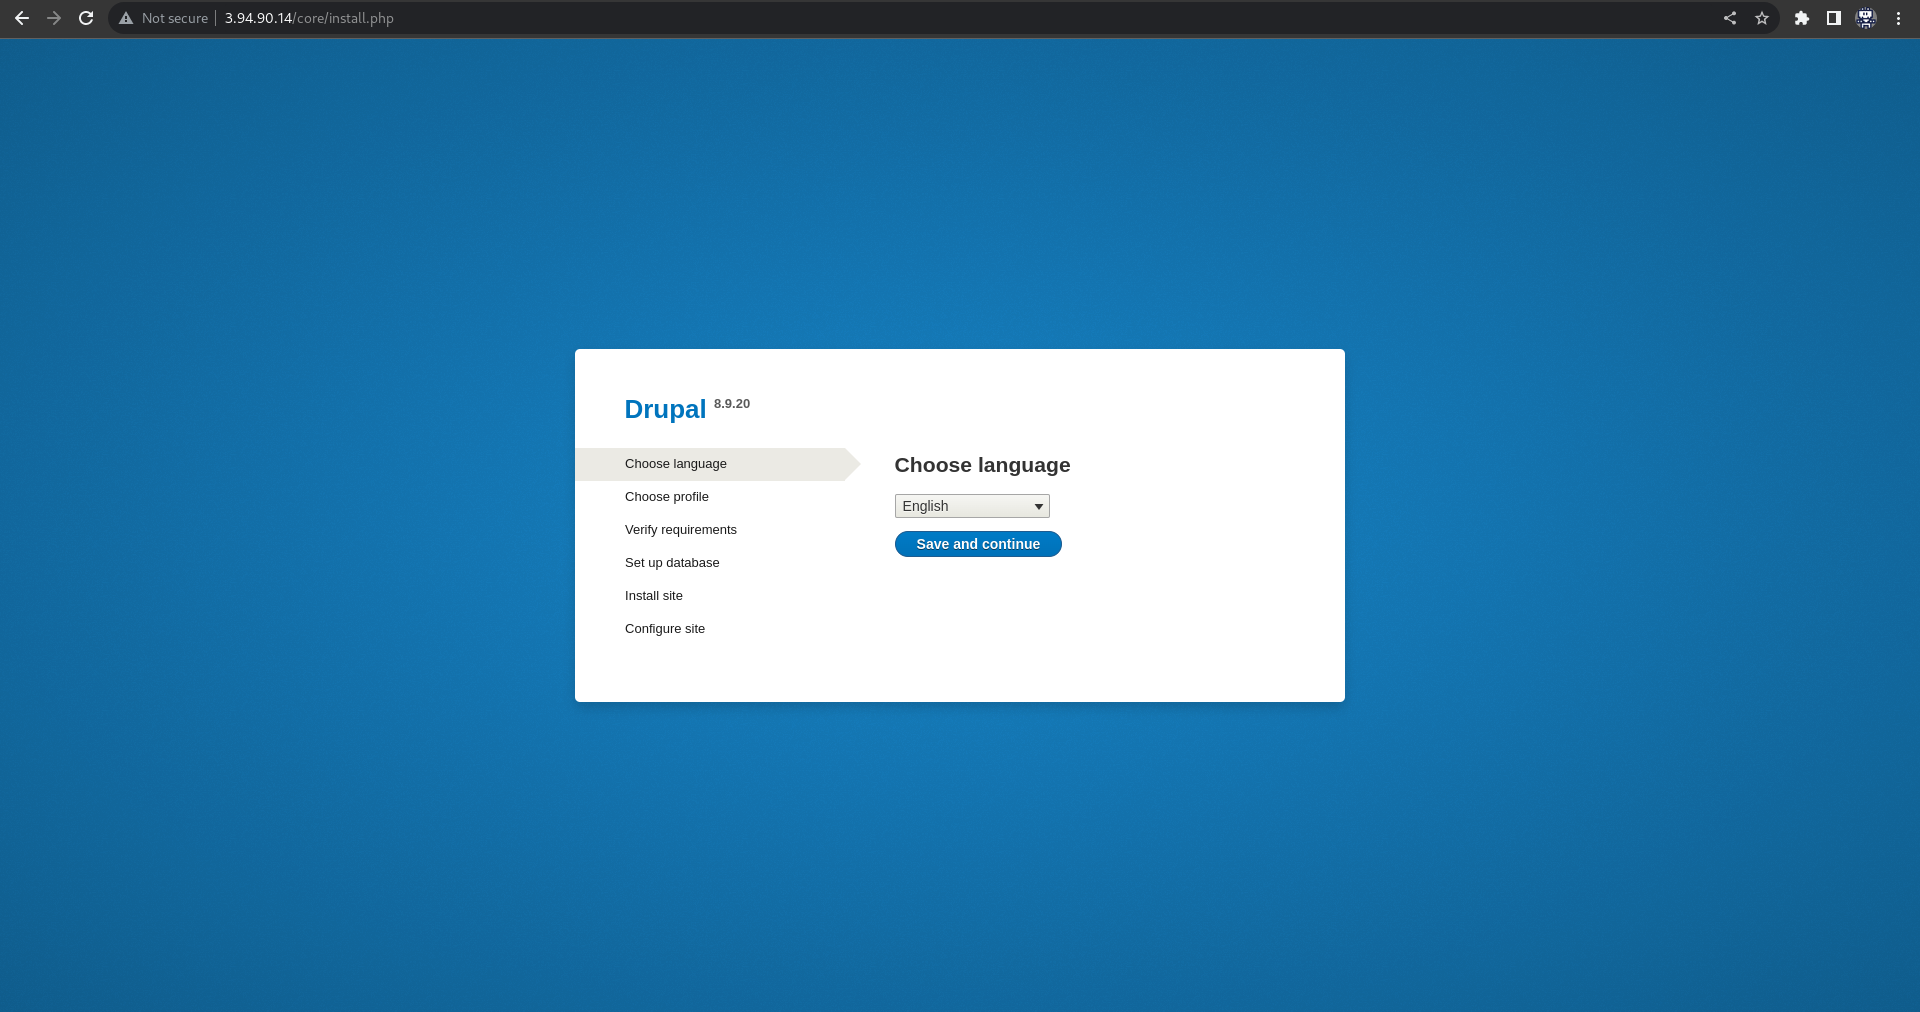 Not secure 3.94.90.14/core/install.php
Drupal 8.9.20
Choose language
Choose profile
Verify requirements
Set up database
Install site
Configure site
Choose language
English
Save and continue